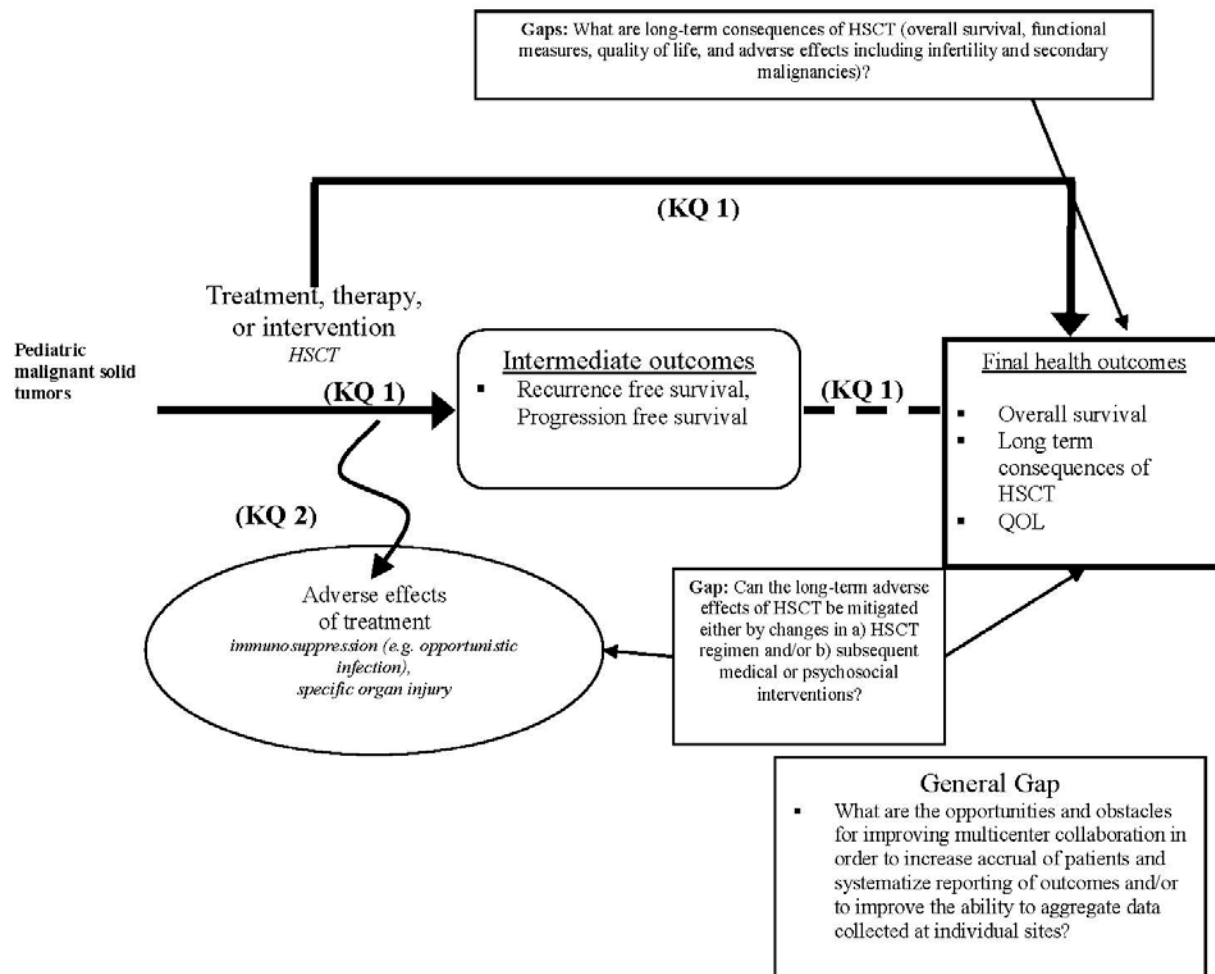 Gaps: What are long-term consequences of HSCT (overall survival, functional
measures, quality of life, and adverse effects including infertility and secondary
malignancies)?
(KQ 1)
Treatment, therapy,
or intervention
HSCT
Pediatric
malignant solid
tumors
(KQ 1)
Intermediate outcomes
▪ Recurrence free survival,
Progression free survival
(KQ 1)
Final health outcomes
▪ Overall survival
▪ Long term
consequences of
HSCT
▪ QOL
(KQ 2)
Adverse effects
of treatment
immunosuppression (e.g. opportunistic
infection),
specific organ injury
Gap: Can the long-term adverse
effects of HSCT be mitigated
either by changes in a) HSCT
regimen and/or b) subsequent
medical or psychosocial
interventions?
General Gap
▪ What are the opportunities and obstacles
for improving multicenter collaboration in
order to increase accrual of patients and
systematize reporting of outcomes and/or
to improve the ability to aggregate data
collected at individual sites?